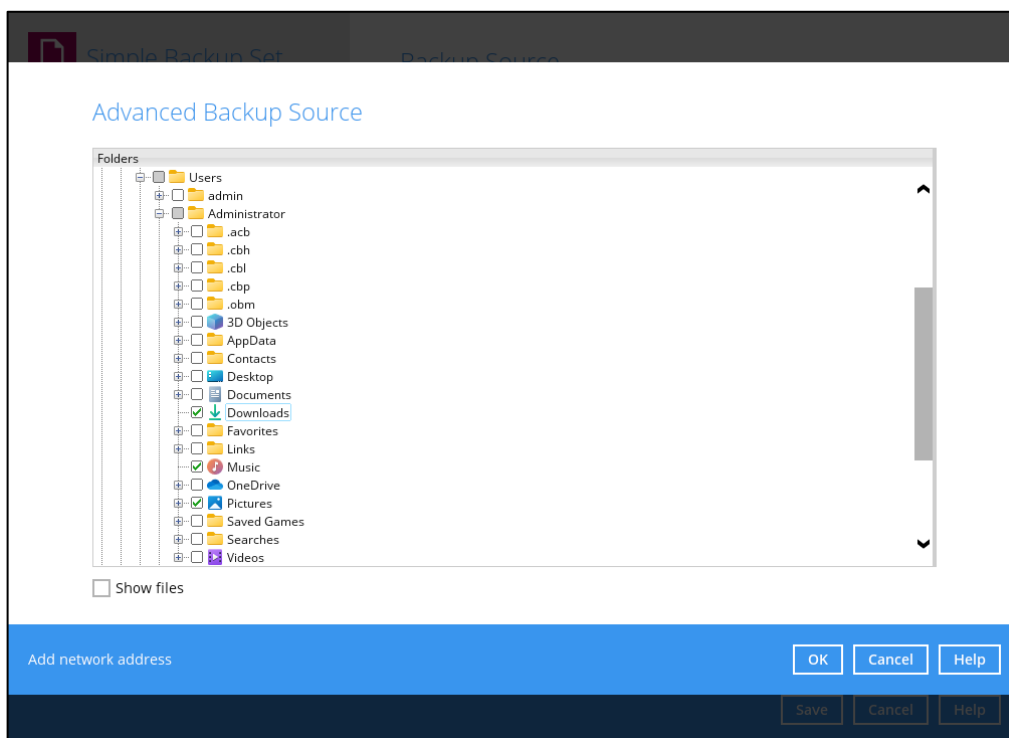 Simple Backup Set
Backup Source
Advanced Backup Source
Folders
Users
admin
Administrator
.acb
.cbh
.cbl
.cbp
.obm
3D Objects
AppData
Contacts
Desktop
Documents
Downloads
Favorites
Links
Music
OneDrive
Pictures
Saved Games
Searches
Videos
Show files
Add network address
OK Cancel Help
Save Cancel Help